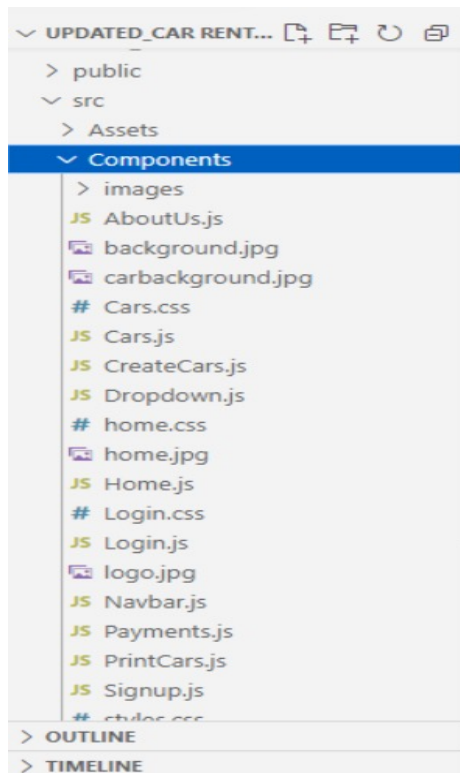 UPDATED_CAR RENT...
public
src
Assets
Components
images
JS AboutUs.js
background.jpg
carbackground.jpg
# Cars.css
JS Cars.js
JS CreateCars.js
JS Dropdown.js
# home.css
home.jpg
JS Home.js
# Login.css
JS Login.js
logo.jpg
JS Navbar.js
JS Payments.js
JS PrintCars.js
JS Signup.js
# styles.css
OUTLINE
TIMELINE